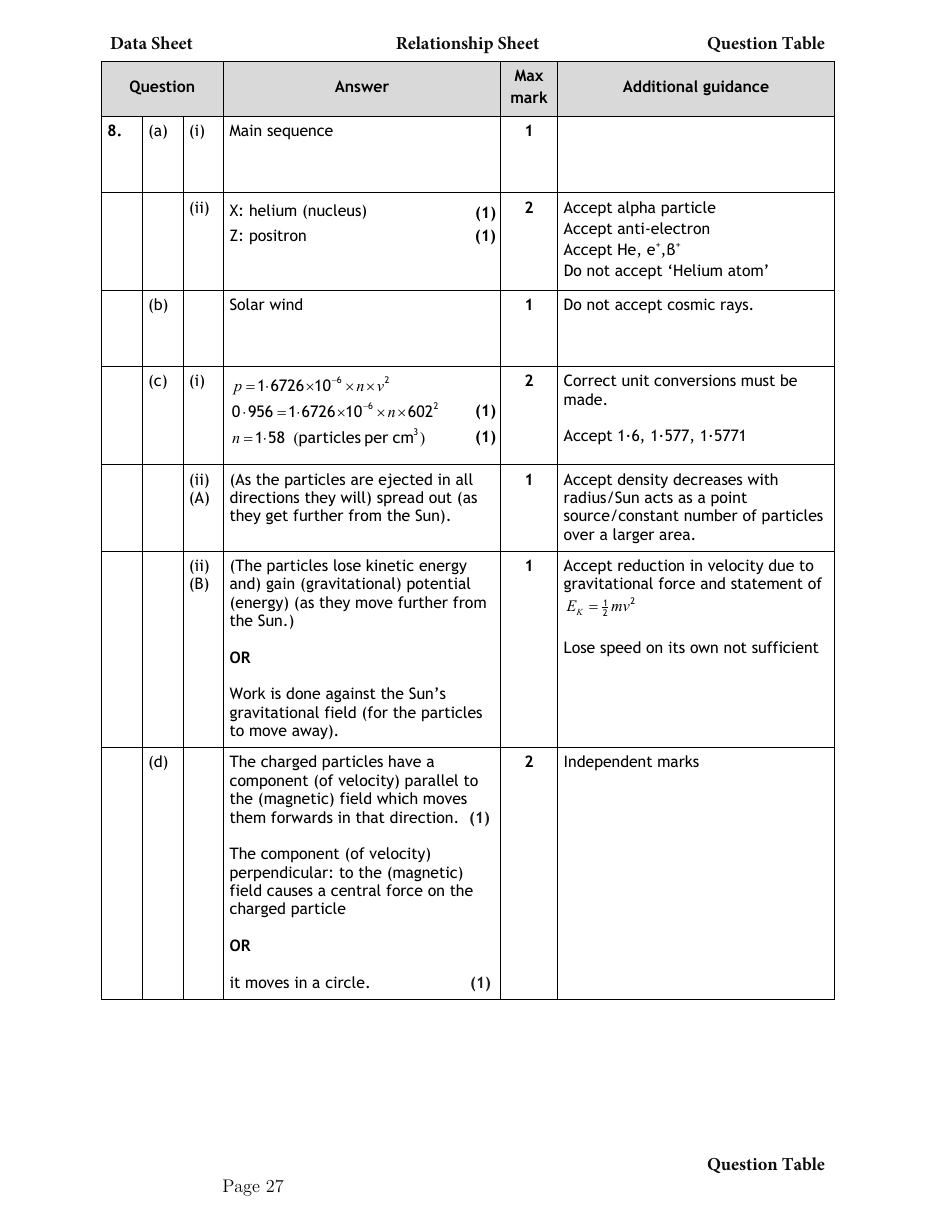 Data Sheet Relationship Sheet Question Table
Question Answer Max mark Additional guidance
8. (a) (i) Main sequence 1
(ii) X: helium (nucleus) (1) 2 Accept alpha particle
Z: positron (1) Accept anti-electron
Accept He, e⁺,β⁺
Do not accept ‘Helium atom’
(b) Solar wind 1 Do not accept cosmic rays.
(c) (i) p = 1·6726×10⁻⁶ × n × v² 2 Correct unit conversions must be
made.
0·956 = 1·6726×10⁻⁶ × n × 602² (1)
n = 1·58 (particles per cm³) (1) Accept 1·6, 1·577, 1·5771
(ii) (A) (As the particles are ejected in all
directions they will) spread out (as
they get further from the Sun).
1
Accept density decreases with
radius/Sun acts as a point
source/constant number of particles
over a larger area.
(ii) (B) (The particles lose kinetic energy
and) gain (gravitational) potential
(energy) (as they move further from
the Sun.)
OR
Work is done against the Sun’s
gravitational field (for the particles
to move away).
1
Accept reduction in velocity due to
gravitational force and statement of
E_K = ½mv²
Lose speed on its own not sufficient
(d) The charged particles have a
component (of velocity) parallel to
the (magnetic) field which moves
them forwards in that direction. (1)
The component (of velocity)
perpendicular: to the (magnetic)
field causes a central force on the
charged particle
OR
it moves in a circle. (1)
2
Independent marks
Question Table
Page 27